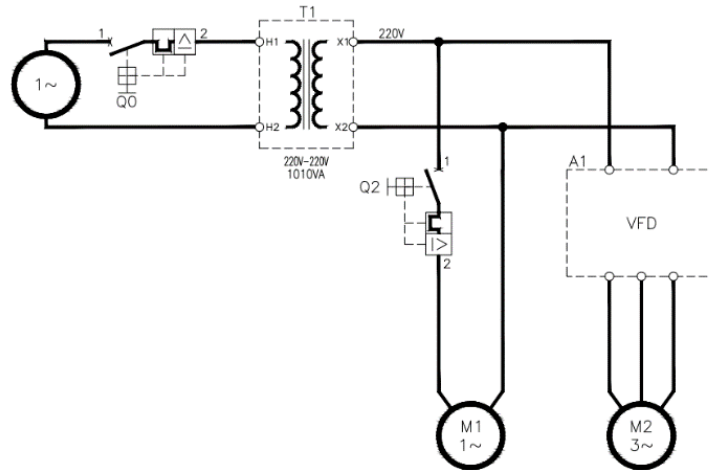 T1
1
2
H1
X1
220V
1~
Q0
H2
X2
220V-220V
1010VA
1
A1
Q2
VFD
2
M1
1~
M2
3~